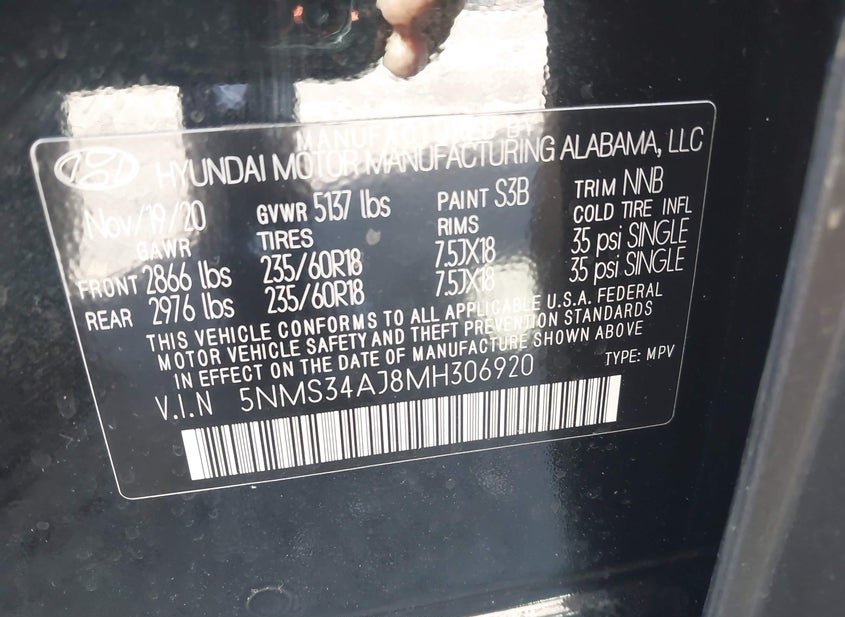 MANUFACTURED BY
HYUNDAI MOTOR MANUFACTURING ALABAMA, LLC
Nov/19/20 GVWR 5137 lbs PAINT S3B TRIM NNB
GAWR TIRES RIMS COLD TIRE INFL
FRONT 2866 lbs 235/60R18 7.5JX18 35 psi SINGLE
REAR 2976 lbs 235/60R18 7.5JX18 35 psi SINGLE
THIS VEHICLE CONFORMS TO ALL APPLICABLE U.S.A. FEDERAL
MOTOR VEHICLE SAFETY AND THEFT PREVENTION STANDARDS
IN EFFECT ON THE DATE OF MANUFACTURE SHOWN ABOVE
V.I.N 5NMS34AJ8MH306920 TYPE: MPV